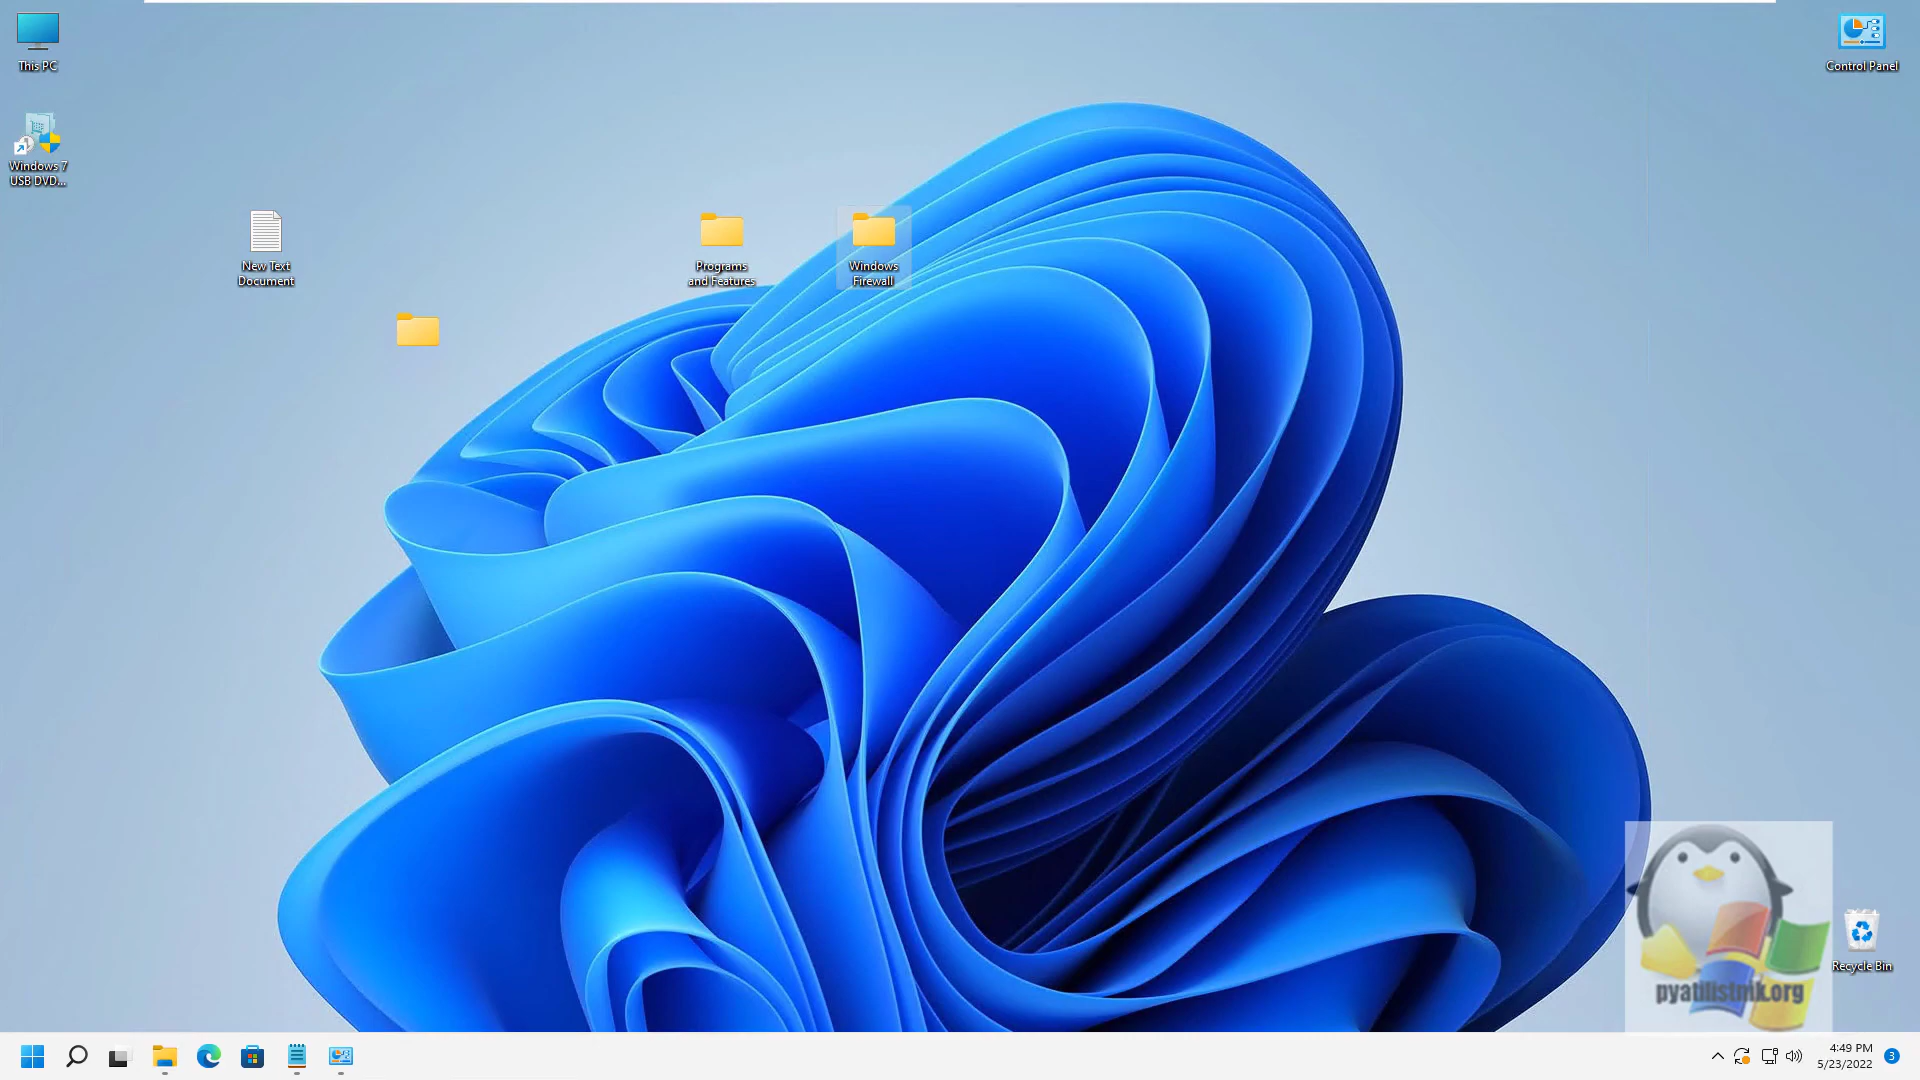 This PC
Control Panel
Windows 7
USB DVD...
New Text
Document
Programs
and Features
Windows
Firewall
pyatilistnik.org
Recycle Bin
4:49 PM
5/23/2022
3